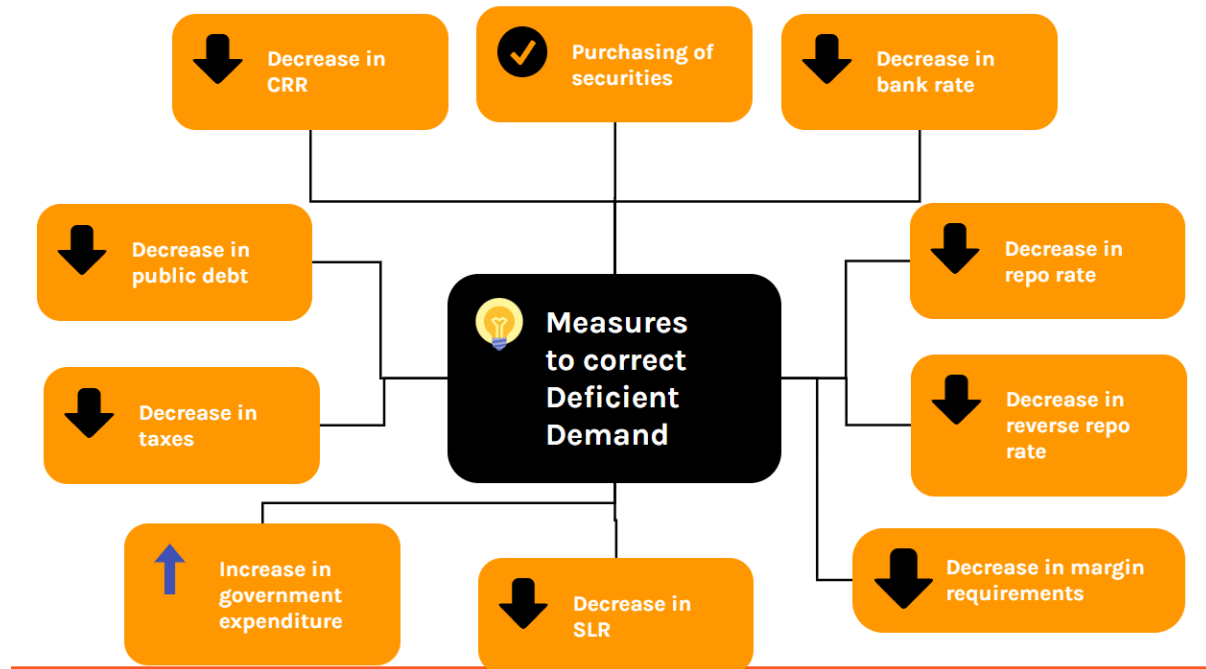 Decrease in
CRR
Purchasing of
securities
Decrease in
bank rate
Decrease in
public debt
Decrease in
repo rate
Measures
to correct
Deficient
Demand
Decrease in
taxes
Decrease in
reverse repo
rate
Increase in
government
expenditure
Decrease in
SLR
Decrease in margin
requirements